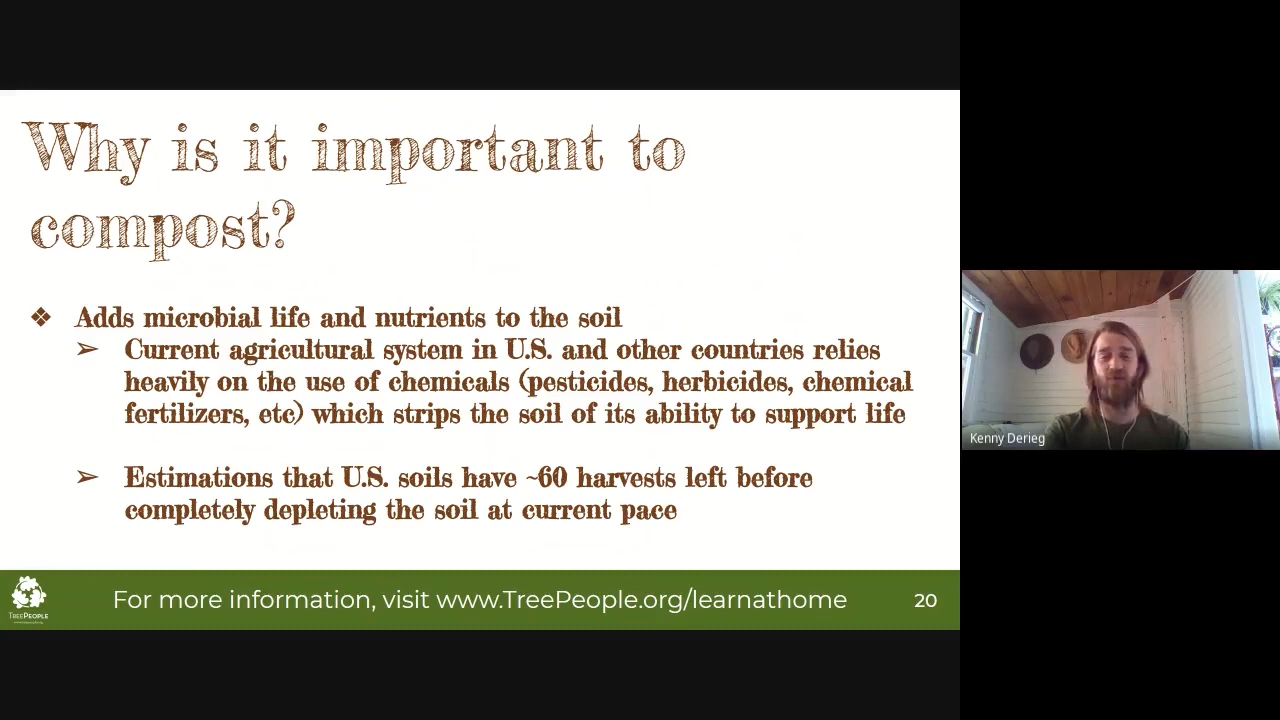 Why is it important to
compost?
❖ Adds microbial life and nutrients to the soil
➢ Current agricultural system in U.S. and other countries relies
heavily on the use of chemicals (pesticides, herbicides, chemical
fertilizers, etc) which strips the soil of its ability to support life
➢ Estimations that U.S. soils have ~60 harvests left before
completely depleting the soil at current pace
TREEPEOPLE
For more information, visit www.TreePeople.org/learnathome
20
Kenny Derieg